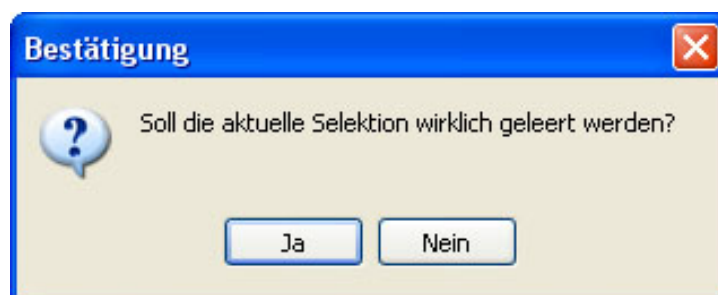 Bestätigung
Soll die aktuelle Selektion wirklich geleert werden?
Ja
Nein